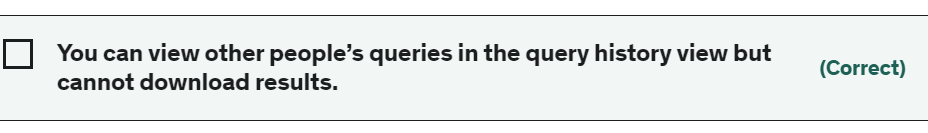 You can view other people’s queries in the query history view but
cannot download results.
(Correct)